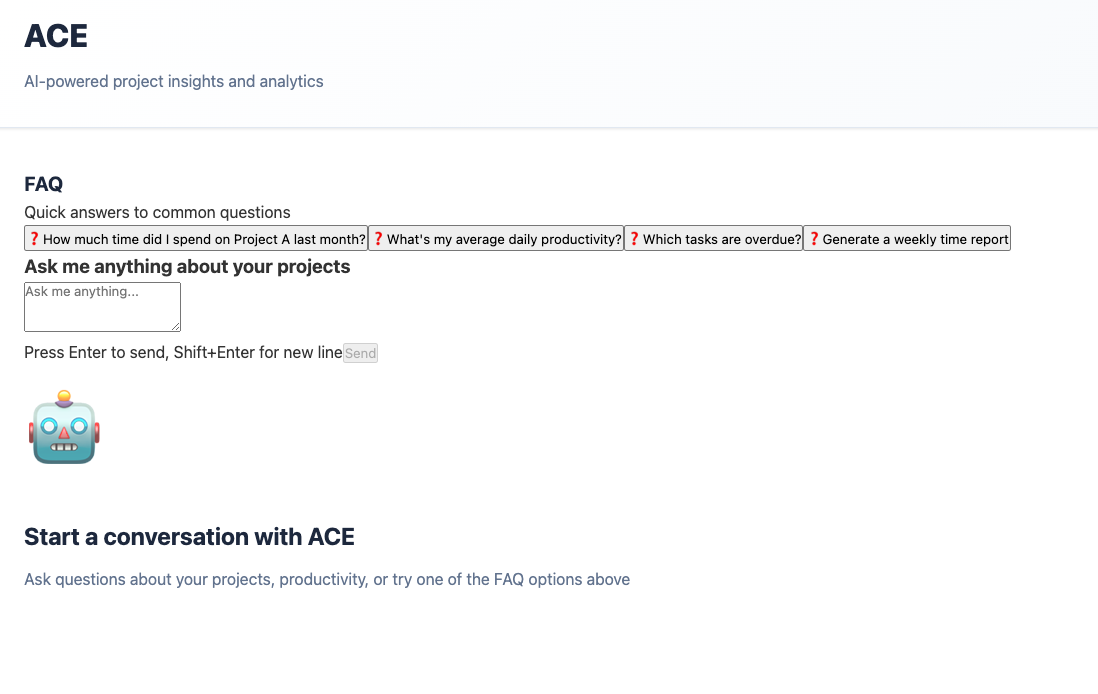 ACE
AI-powered project insights and analytics
FAQ
Quick answers to common questions
❓How much time did I spend on Project A last month? ❓What's my average daily productivity? ❓Which tasks are overdue? ❓Generate a weekly time report
Ask me anything about your projects
Ask me anything...
Press Enter to send, Shift+Enter for new line Send
Start a conversation with ACE
Ask questions about your projects, productivity, or try one of the FAQ options above